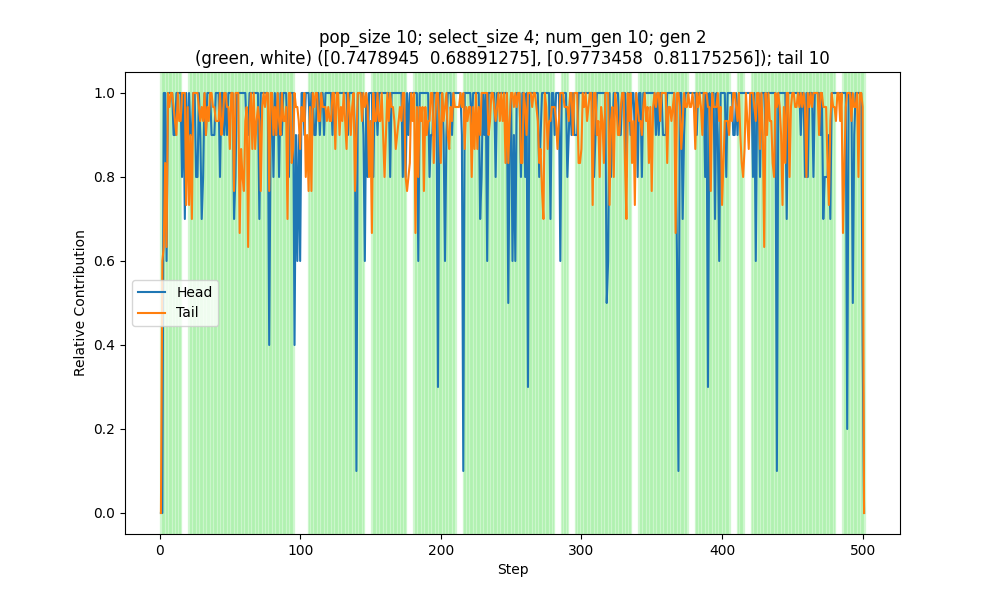 pop_size 10; select_size 4; num_gen 10; gen 2
(green, white) ([0.7478945  0.68891275], [0.9773458  0.81175256]); tail 10
1.0
0.8
0.6
0.4
0.2
0.0
Relative Contribution
Head
Tail
0
100
200
300
400
500
Step